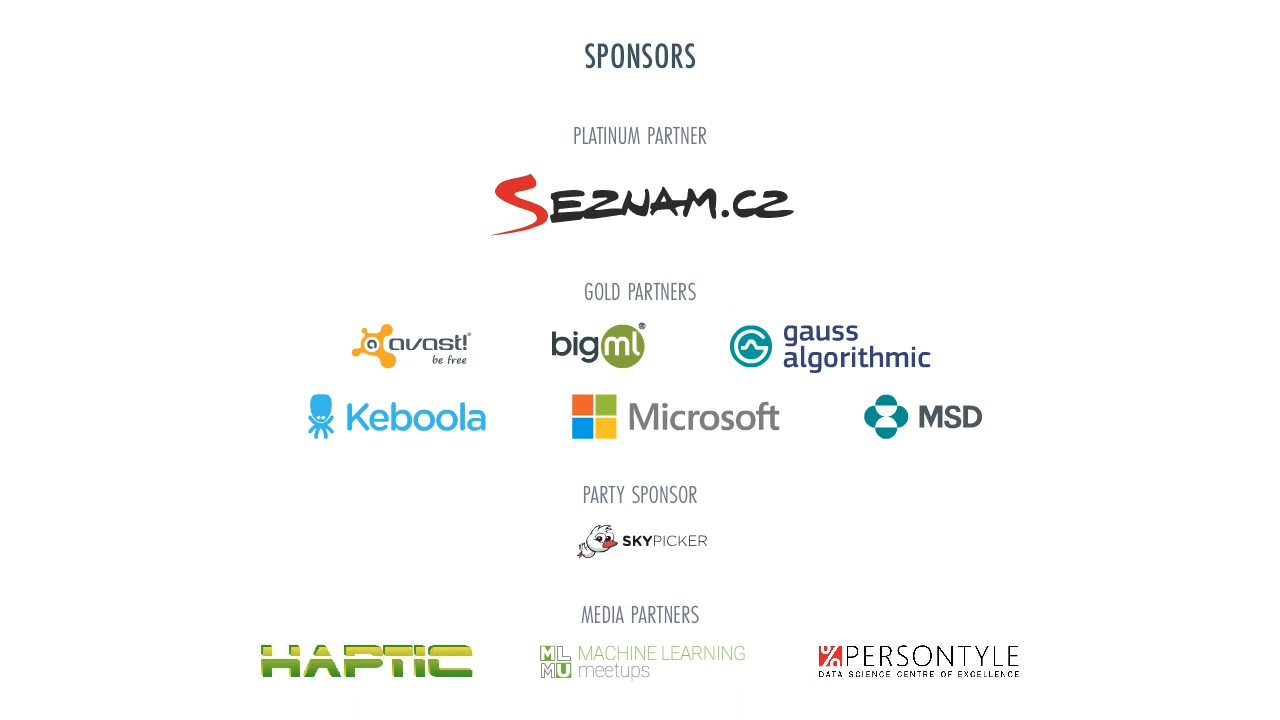 SPONSORS
PLATINUM PARTNER
SEZNAM.CZ
GOLD PARTNERS
avast!®
be free
bigml®
gauss
algorithmic
Keboola
Microsoft
MSD
PARTY SPONSOR
SKYPICKER
MEDIA PARTNERS
HAPTIC
ML
MU
MACHINE LEARNING
meetups
PERSONTYLE
DATA SCIENCE CENTRE OF EXCELLENCE